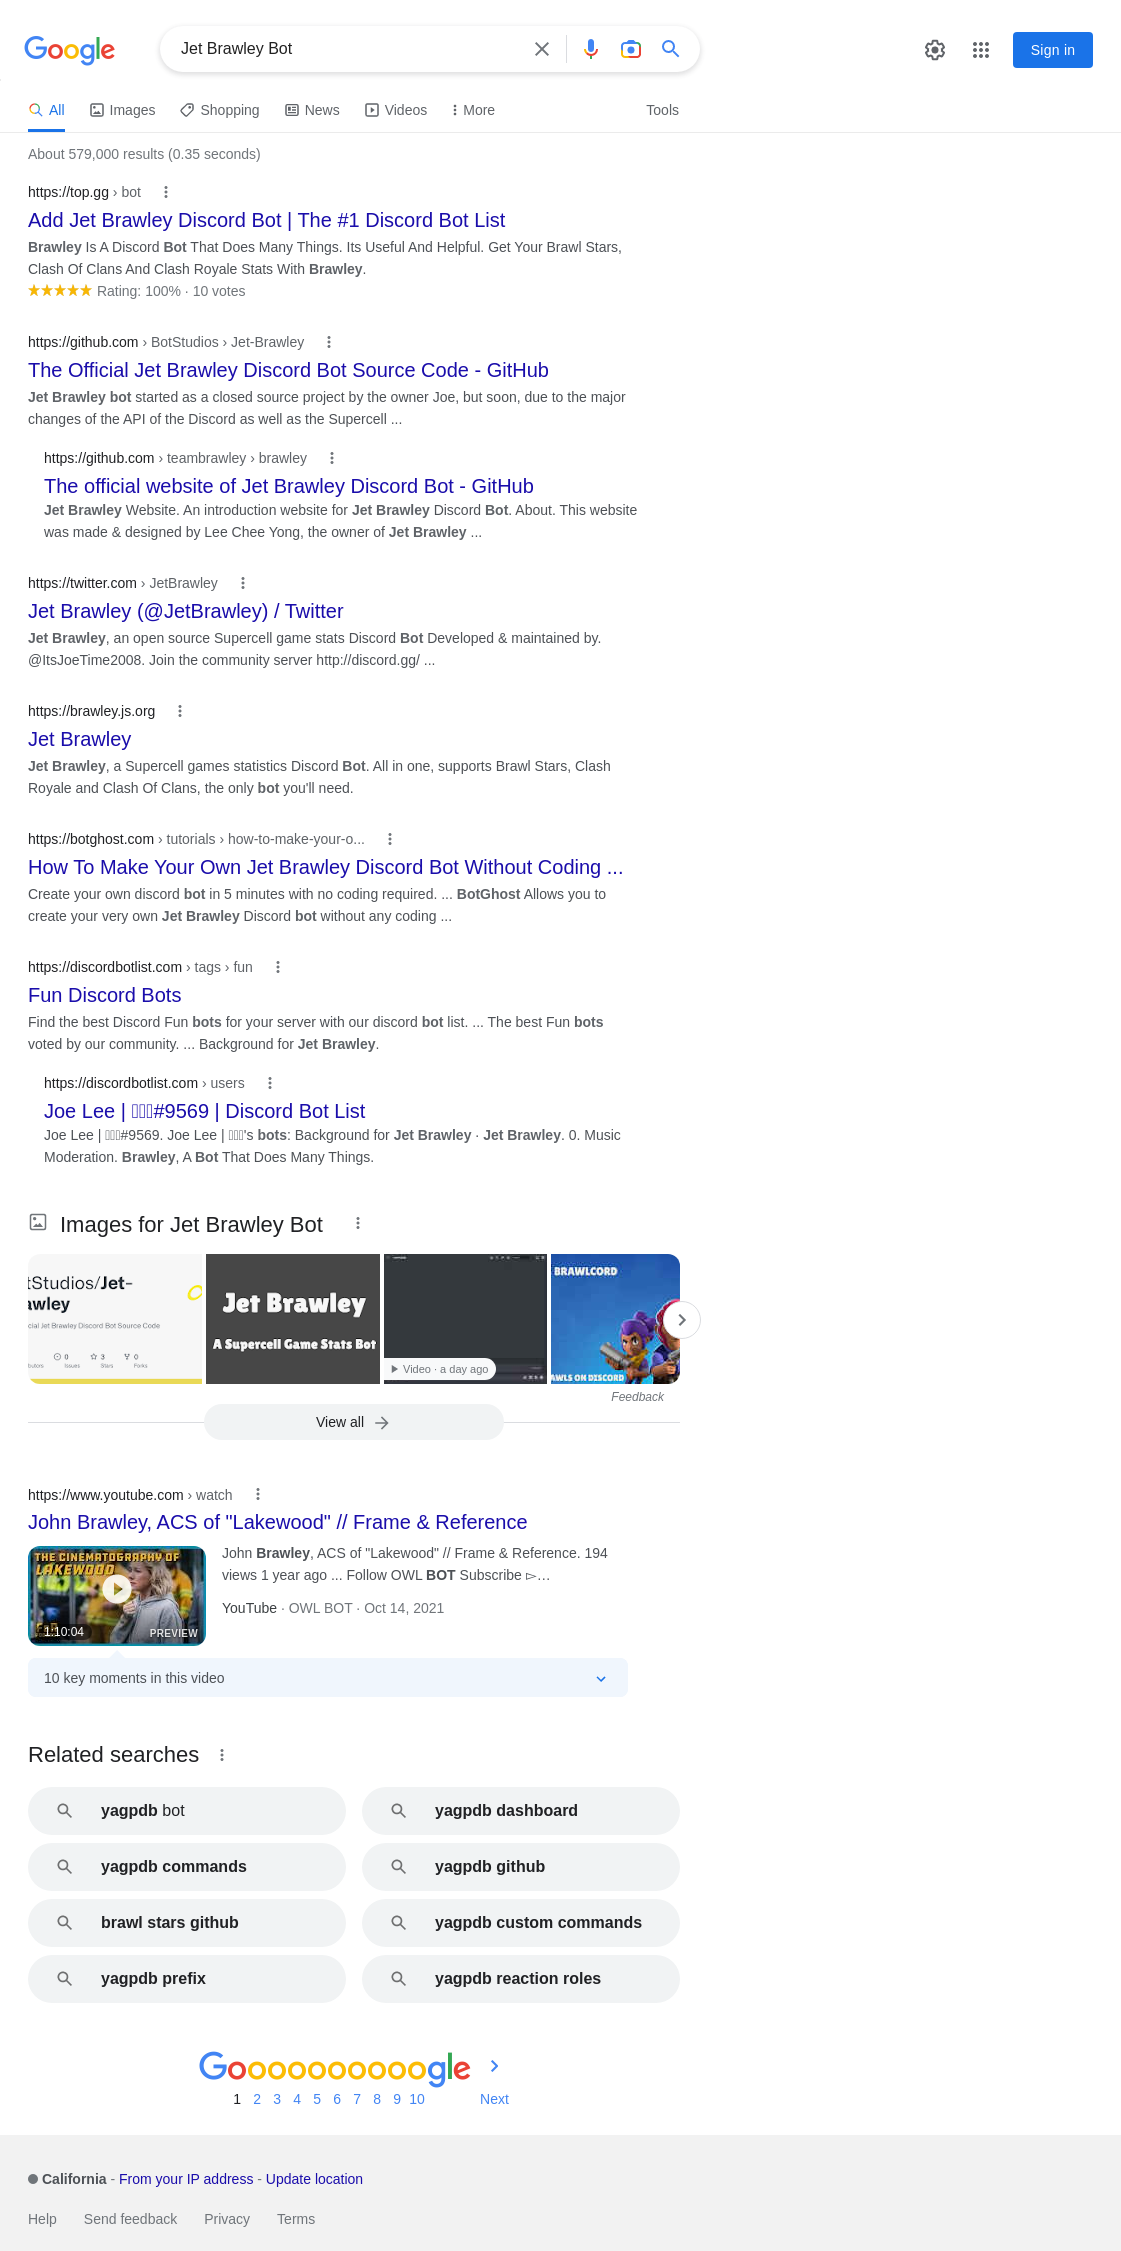 Google
Jet Brawley Bot
Sign in
All Images Shopping News Videos More Tools
About 579,000 results (0.35 seconds)
https://top.gg › bot
Add Jet Brawley Discord Bot | The #1 Discord Bot List
Brawley Is A Discord Bot That Does Many Things. Its Useful And Helpful. Get Your Brawl Stars,
Clash Of Clans And Clash Royale Stats With Brawley.
Rating: 100% · 10 votes
https://github.com › BotStudios › Jet-Brawley
The Official Jet Brawley Discord Bot Source Code - GitHub
Jet Brawley bot started as a closed source project by the owner Joe, but soon, due to the major
changes of the API of the Discord as well as the Supercell ...
https://github.com › teambrawley › brawley
The official website of Jet Brawley Discord Bot - GitHub
Jet Brawley Website. An introduction website for Jet Brawley Discord Bot. About. This website
was made & designed by Lee Chee Yong, the owner of Jet Brawley ...
https://twitter.com › JetBrawley
Jet Brawley (@JetBrawley) / Twitter
Jet Brawley, an open source Supercell game stats Discord Bot Developed & maintained by.
@ItsJoeTime2008. Join the community server http://discord.gg/ ...
https://brawley.js.org
Jet Brawley
Jet Brawley, a Supercell games statistics Discord Bot. All in one, supports Brawl Stars, Clash
Royale and Clash Of Clans, the only bot you'll need.
https://botghost.com › tutorials › how-to-make-your-o...
How To Make Your Own Jet Brawley Discord Bot Without Coding ...
Create your own discord bot in 5 minutes with no coding required. ... BotGhost Allows you to
create your very own Jet Brawley Discord bot without any coding ...
https://discordbotlist.com › tags › fun
Fun Discord Bots
Find the best Discord Fun bots for your server with our discord bot list. ... The best Fun bots
voted by our community. ... Background for Jet Brawley.
https://discordbotlist.com › users
Joe Lee | #9569 | Discord Bot List
Joe Lee | #9569. Joe Lee | 's bots: Background for Jet Brawley · Jet Brawley. 0. Music
Moderation. Brawley, A Bot That Does Many Things.
Images for Jet Brawley Bot
tStudios/Jet-
awley
cial Jet Brawley Discord Bot Source Code
0 3 0
butors Issues Stars Forks
Jet Brawley
A Supercell Game Stats Bot
Video · a day ago
BRAWLCORD
AWLS ON DISCORD
Feedback
View all
https://www.youtube.com › watch
John Brawley, ACS of "Lakewood" // Frame & Reference
THE CINEMATOGRAPHY OF
LAKEWOOD
1:10:04
PREVIEW
John Brawley, ACS of "Lakewood" // Frame & Reference. 194
views 1 year ago ... Follow OWL BOT Subscribe ▻…
YouTube · OWL BOT · Oct 14, 2021
10 key moments in this video
Related searches
yagpdb bot
yagpdb dashboard
yagpdb commands
yagpdb github
brawl stars github
yagpdb custom commands
yagpdb prefix
yagpdb reaction roles
Goooooooooogle
1 2 3 4 5 6 7 8 9 10 Next
California - From your IP address - Update location
Help Send feedback Privacy Terms